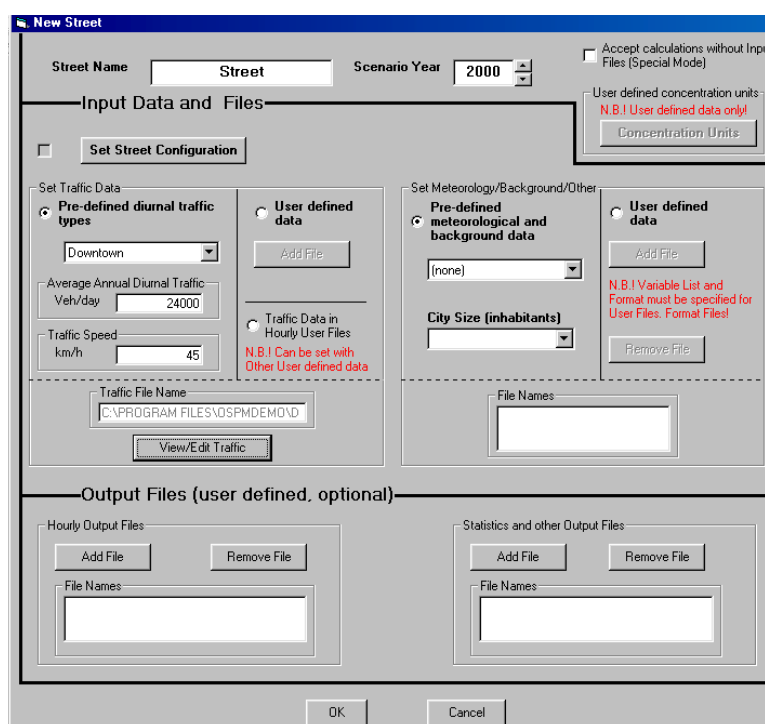 New Street
Street Name
Street
Scenario Year
2000
Accept calculations without Inpu
Files (Special Mode)
Input Data and Files
User defined concentration units
N.B.! User defined data only!
Concentration Units
Set Street Configuration
Set Traffic Data
Pre-defined diurnal traffic
types
User defined
data
Downtown
Add File
Average Annual Diurnal Traffic
Veh/day
24000
Traffic Speed
km/h
45
Traffic Data in
Hourly User Files
N.B.! Can be set with
Other User defined data
Traffic File Name
C:\PROGRAM FILES\OSPMDEMO\D
View/Edit Traffic
Set Meteorology/Background/Other
Pre-defined
meteorological and
background data
User defined
data
(none)
Add File
N.B.! Variable List and
Format must be specified for
User Files. Format Files!
City Size (inhabitants)
Remove File
File Names
Output Files (user defined, optional)
Hourly Output Files
Add File
Remove File
File Names
Statistics and other Output Files
Add File
Remove File
File Names
OK
Cancel